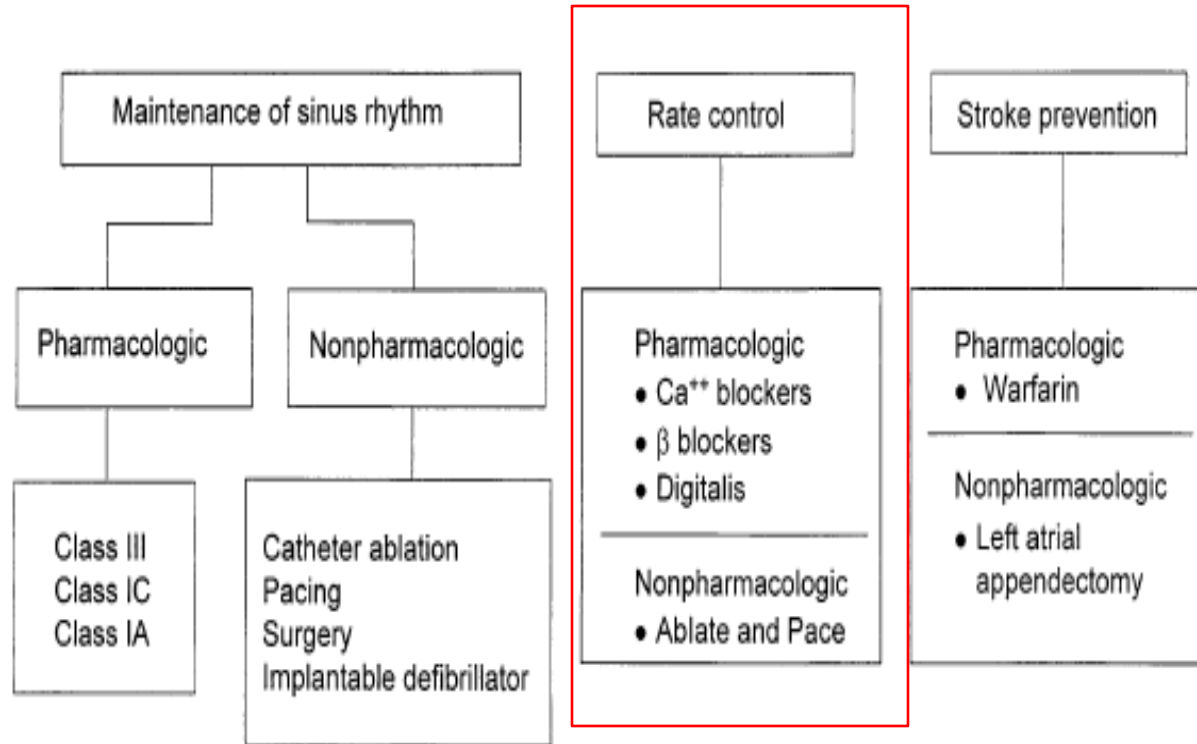 Maintenance of sinus rhythm
Pharmacologic
Nonpharmacologic
Class III
Class IC
Class IA
Catheter ablation
Pacing
Surgery
Implantable defibrillator
Rate control
Pharmacologic
• Ca⁺⁺ blockers
• β blockers
• Digitalis
Nonpharmacologic
• Ablate and Pace
Stroke prevention
Pharmacologic
• Warfarin
Nonpharmacologic
• Left atrial
appendectomy